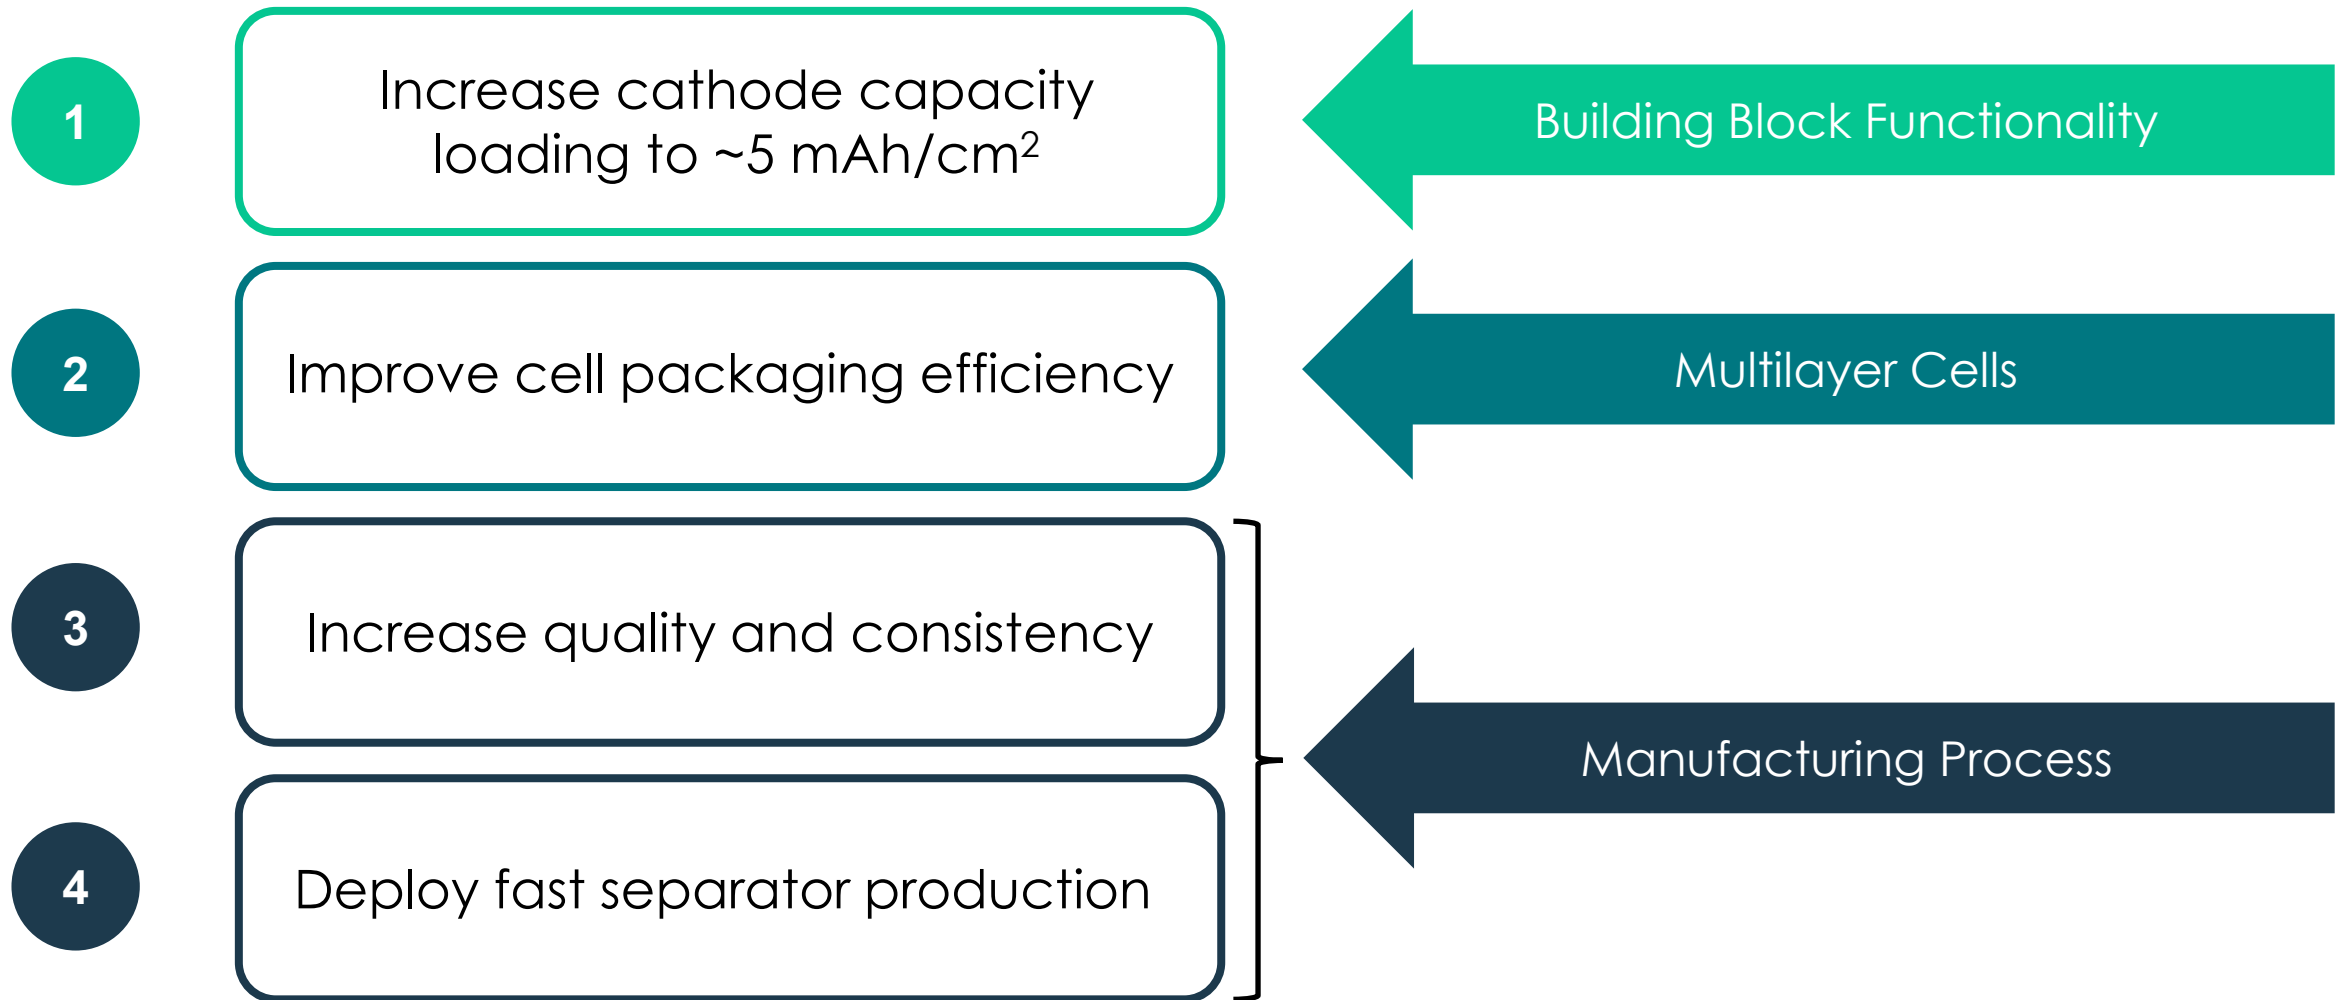 1
Increase cathode capacity
loading to ~5 mAh/cm²
Building Block Functionality
2
Improve cell packaging efficiency
Multilayer Cells
3
Increase quality and consistency
Manufacturing Process
4
Deploy fast separator production